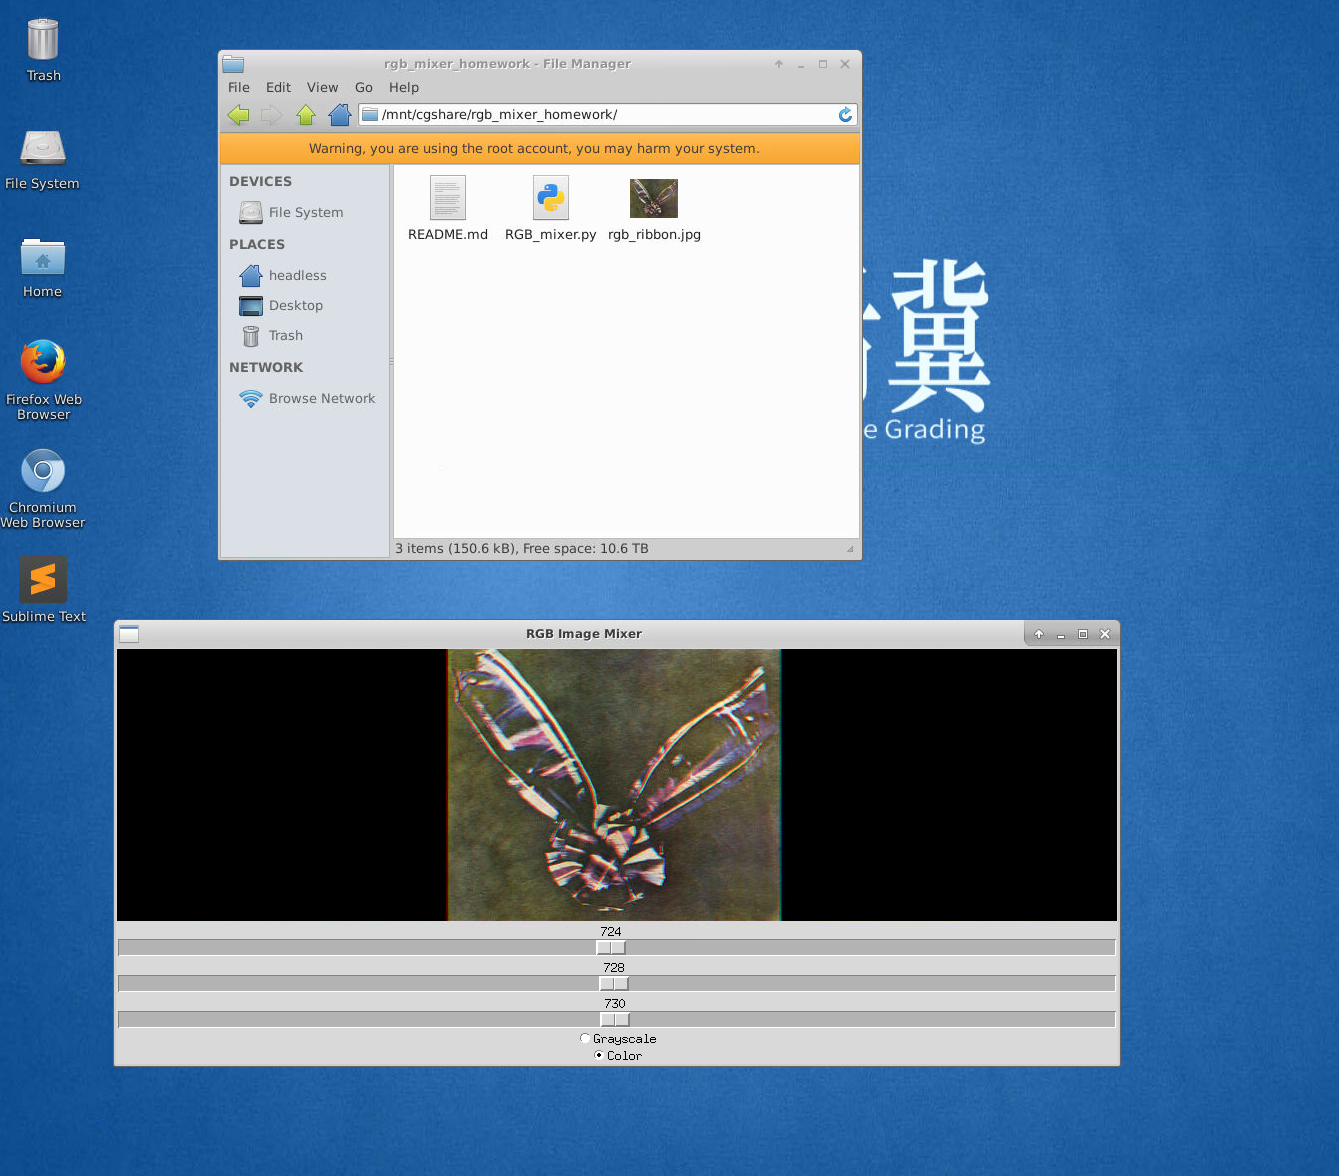 Trash
File System
Home
Firefox Web
Browser
Chromium
Web Browser
Sublime Text
rgb_mixer_homework - File Manager
File Edit View Go Help
/mnt/cgshare/rgb_mixer_homework/
Warning, you are using the root account, you may harm your system.
DEVICES
File System
PLACES
headless
Desktop
Trash
NETWORK
Browse Network
README.md RGB_mixer.py rgb_ribbon.jpg
3 items (150.6 kB), Free space: 10.6 TB
冀
e Grading
RGB Image Mixer
724
728
730
Grayscale
Color